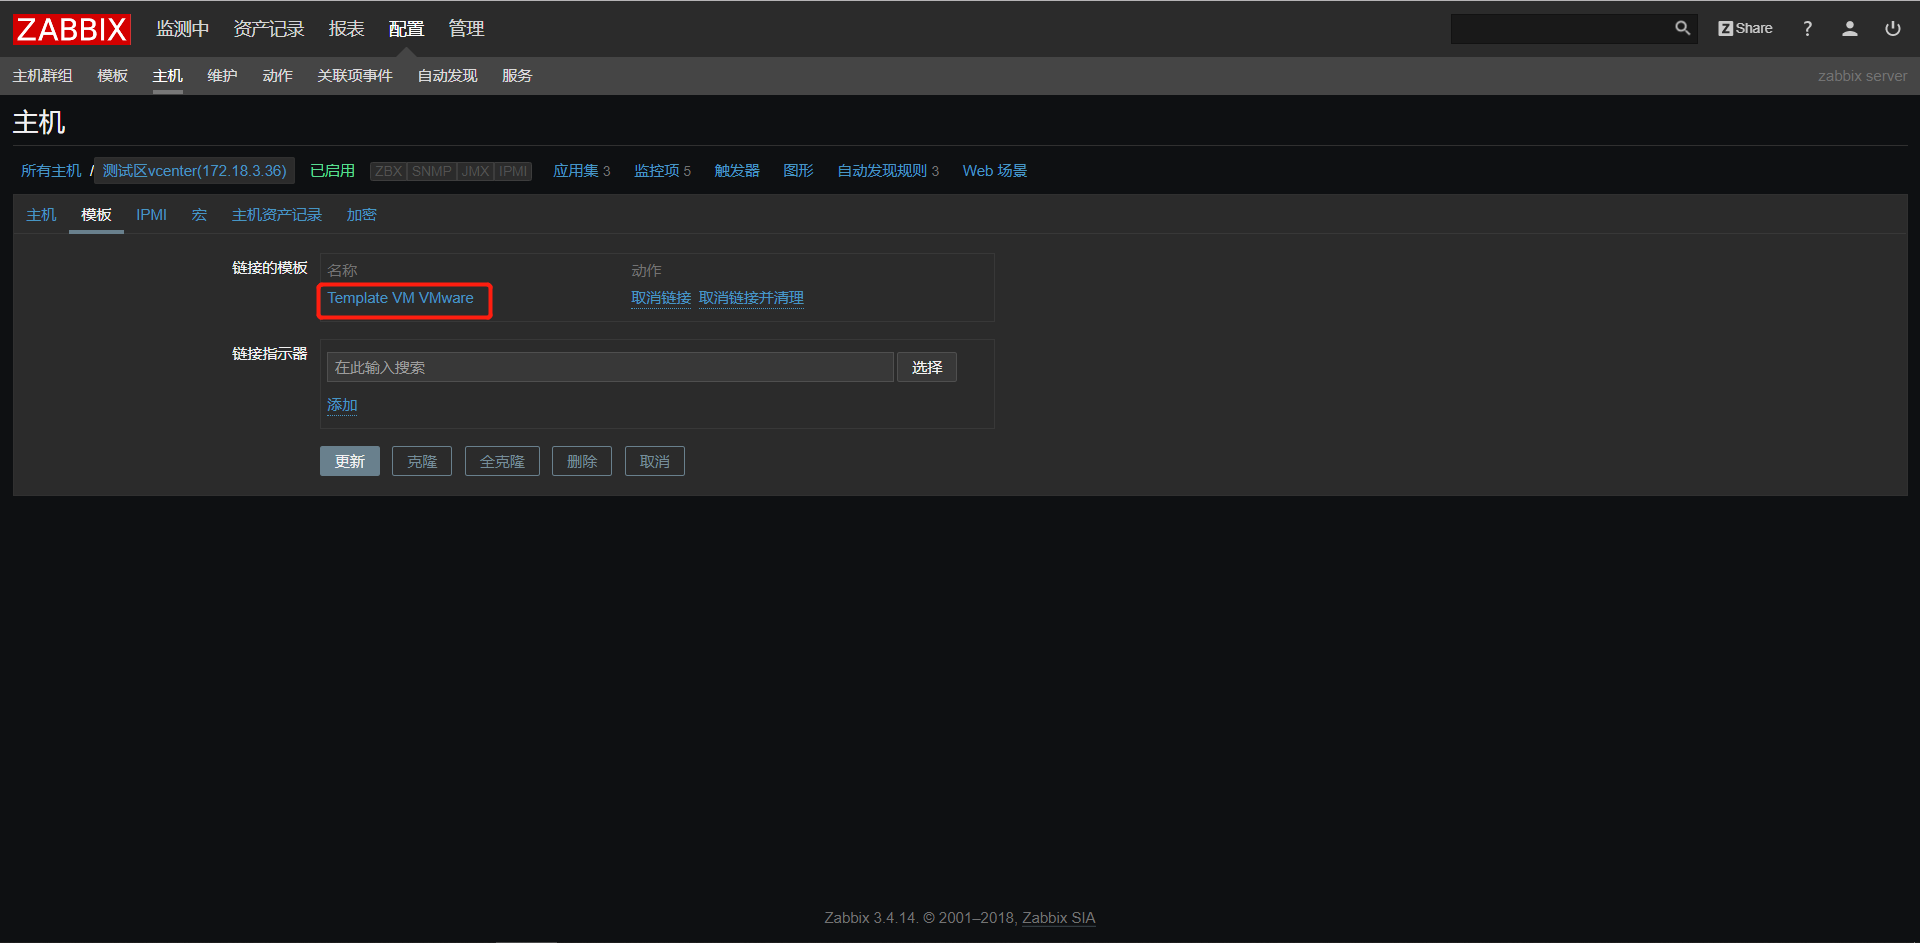 ZABBIX 监测中 资产记录 报表 配置 管理 Z Share ?
主机群组 模板 主机 维护 动作 关联项事件 自动发现 服务 zabbix server
主机
所有主机 / 测试区vcenter(172.18.3.36) 已启用 ZBX SNMP JMX IPMI 应用集 3 监控项 5 触发器 图形 自动发现规则 3 Web 场景
主机 模板 IPMI 宏 主机资产记录 加密
链接的模板 名称 动作
Template VM VMware 取消链接 取消链接并清理
链接指示器
在此输入搜索 选择
添加
更新 克隆 全克隆 删除 取消
Zabbix 3.4.14. © 2001–2018, Zabbix SIA